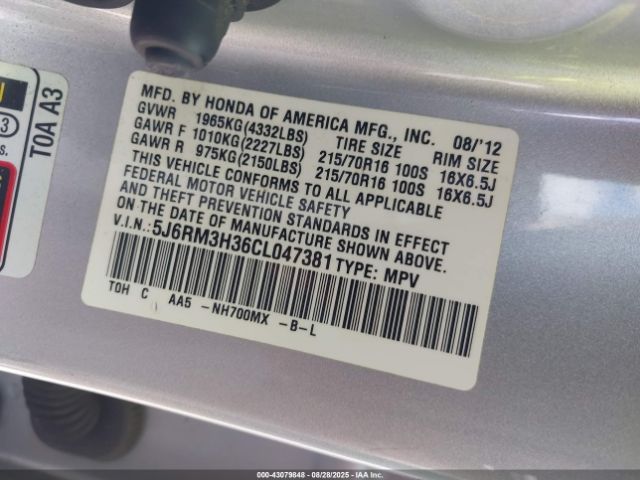 MFD. BY HONDA OF AMERICA MFG., INC. 08/'12
GVWR 1965KG(4332LBS) TIRE SIZE RIM SIZE
GAWR F 1010KG(2227LBS) 215/70R16 100S 16X6.5J
GAWR R 975KG(2150LBS) 215/70R16 100S 16X6.5J
THIS VEHICLE CONFORMS TO ALL APPLICABLE
FEDERAL MOTOR VEHICLE SAFETY
AND THEFT PREVENTION STANDARDS IN EFFECT
ON THE DATE OF MANUFACTURE SHOWN ABOVE.
V.I.N.: 5J6RM3H36CL047381 TYPE: MPV
TOH C AA5 -NH700MX -B-L
TOA A3
3
s.
000-43079848 - 08/28/2025 - IAA Inc.